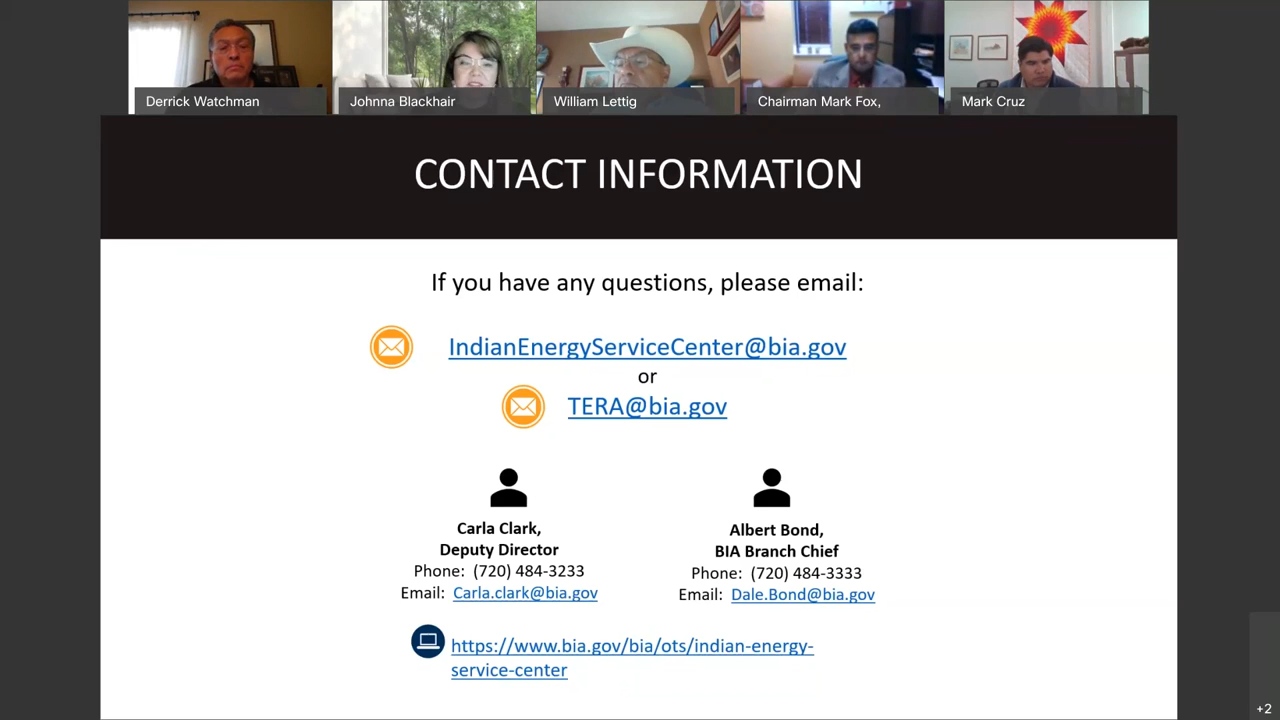 Derrick Watchman
Johnna Blackhair
William Lettig
Chairman Mark Fox,
Mark Cruz
CONTACT INFORMATION
If you have any questions, please email:
IndianEnergyServiceCenter@bia.gov
or
TERA@bia.gov
Carla Clark,
Deputy Director
Phone: (720) 484-3233
Email: Carla.clark@bia.gov
Albert Bond,
BIA Branch Chief
Phone: (720) 484-3333
Email: Dale.Bond@bia.gov
https://www.bia.gov/bia/ots/indian-energy-
service-center
+2